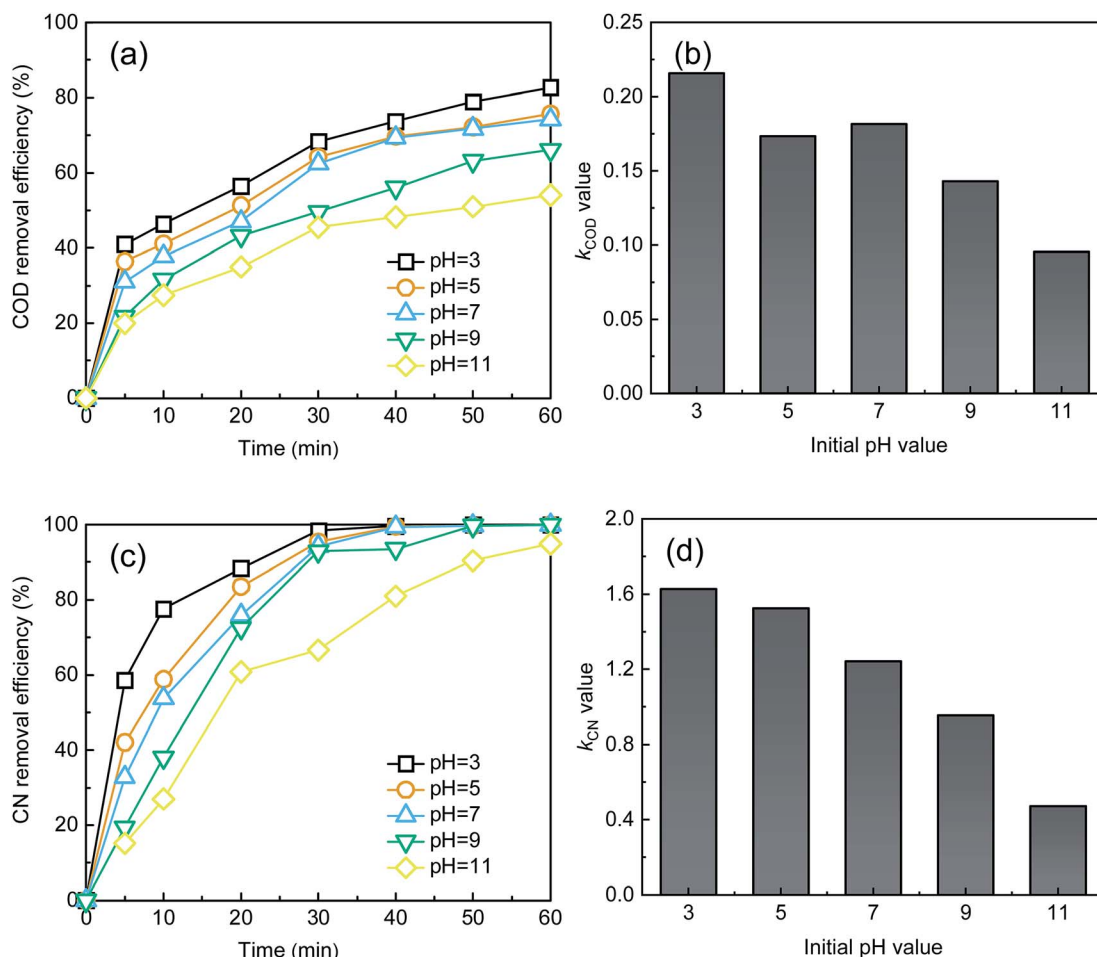 (a)
COD removal efficiency (%)
100
80
60
40
20
0
pH=3
pH=5
pH=7
pH=9
pH=11
0 10 20 30 40 50 60
Time (min)
(b)
k_COD value
0.25
0.20
0.15
0.10
0.05
0.00
3 5 7 9 11
Initial pH value
(c)
CN removal efficiency (%)
100
80
60
40
20
0
pH=3
pH=5
pH=7
pH=9
pH=11
0 10 20 30 40 50 60
Time (min)
(d)
k_CN value
2.0
1.6
1.2
0.8
0.4
0.0
3 5 7 9 11
Initial pH value